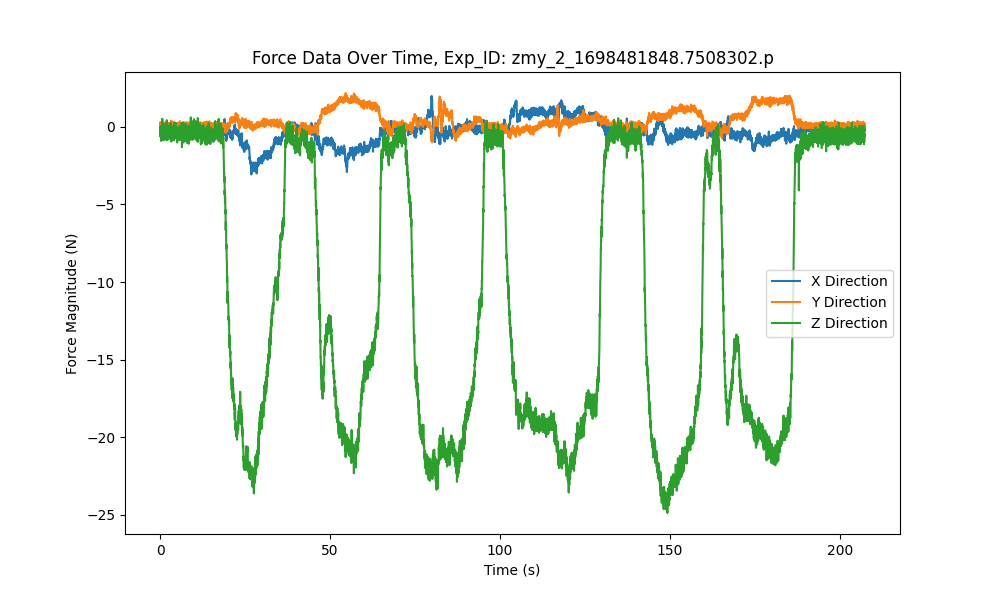 Force Data Over Time, Exp_ID: zmy_2_1698481848.7508302.p
Force Magnitude (N)
0
−5
−10
−15
−20
−25
X Direction
Y Direction
Z Direction
0 50 100 150 200
Time (s)